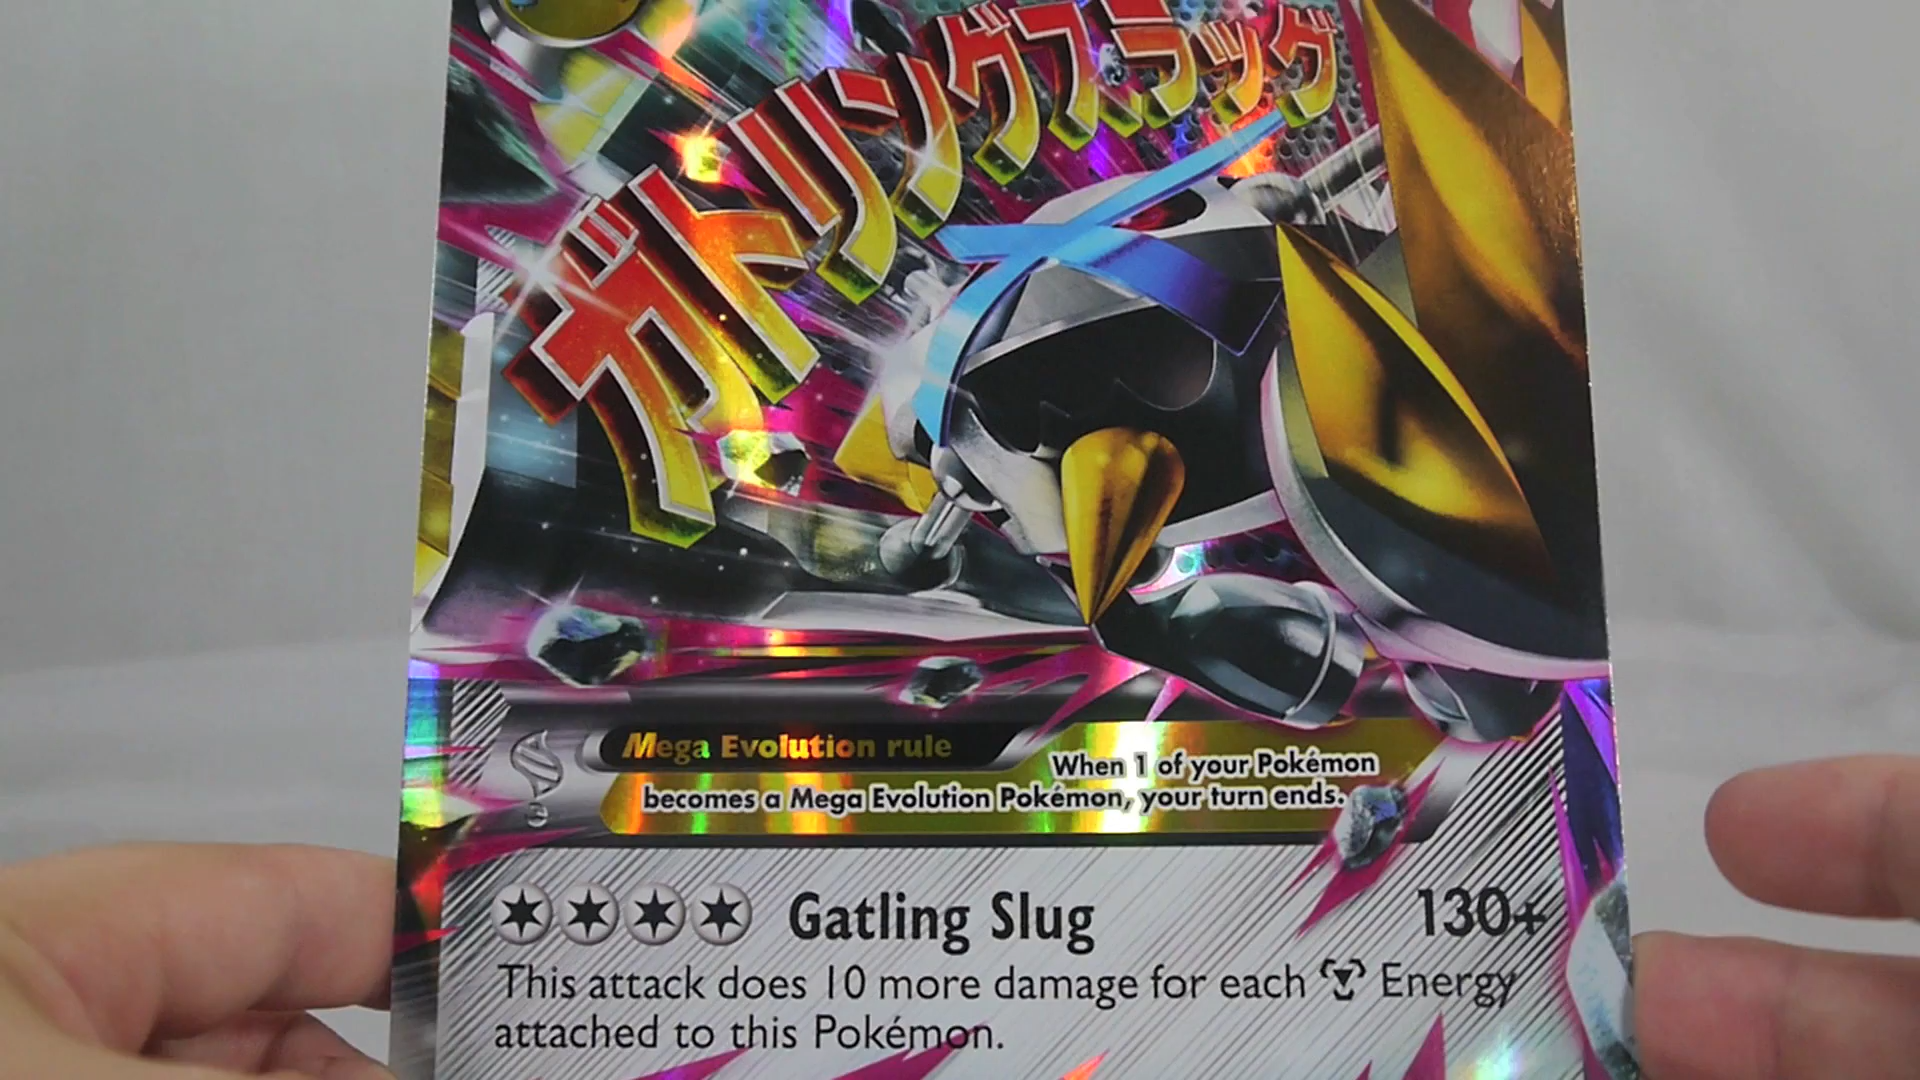 ガトリングスラッグ
Mega Evolution rule
When 1 of your Pokémon
becomes a Mega Evolution Pokémon, your turn ends.
Gatling Slug 130+
This attack does 10 more damage for each Energy
attached to this Pokémon.